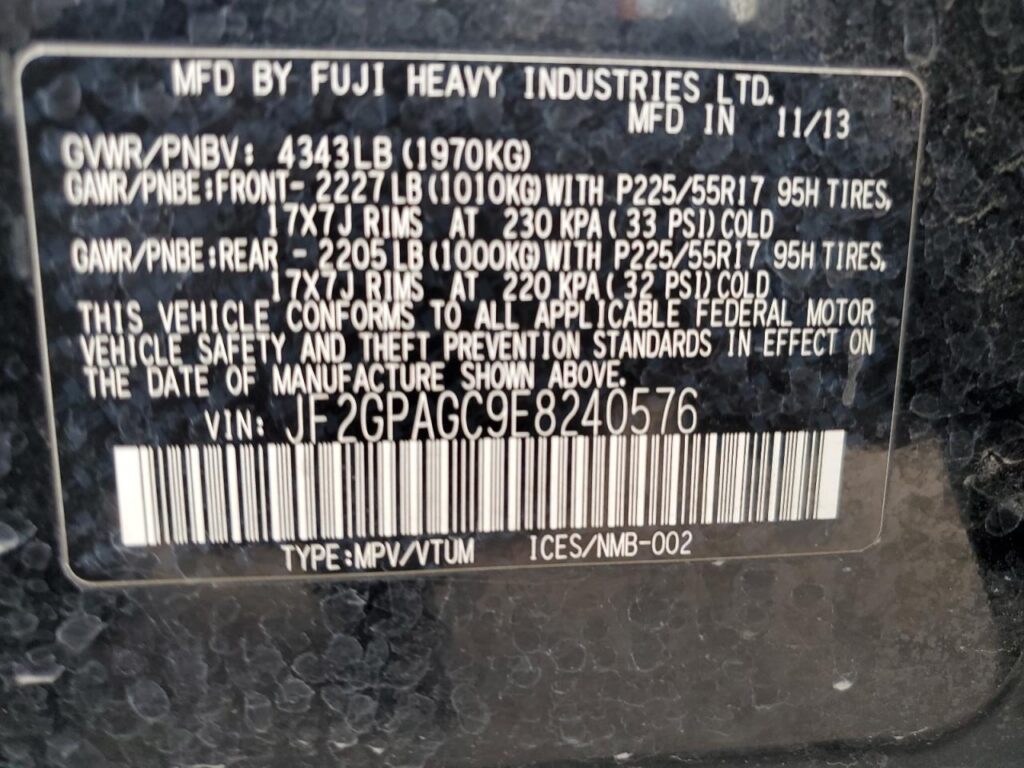 MFD BY FUJI HEAVY INDUSTRIES LTD.
MFD IN 11/13
GVWR/PNBV: 4343LB (1970KG)
GAWR/PNBE:FRONT- 2227 LB (1010KG) WITH P225/55R17 95H TIRES,
17X7J RIMS AT 230 KPA ( 33 PSI) COLD
GAWR/PNBE:REAR - 2205 LB (1000KG) WITH P225/55R17 95H TIRES,
17X7J RIMS AT 220 KPA ( 32 PSI) COLD
THIS VEHICLE CONFORMS TO ALL APPLICABLE FEDERAL MOTOR
VEHICLE SAFETY AND THEFT PREVENTION STANDARDS IN EFFECT ON
THE DATE OF MANUFACTURE SHOWN ABOVE.
VIN: JF2GPAGC9E8240576
TYPE:MPV/VTUM ICES/NMB-002